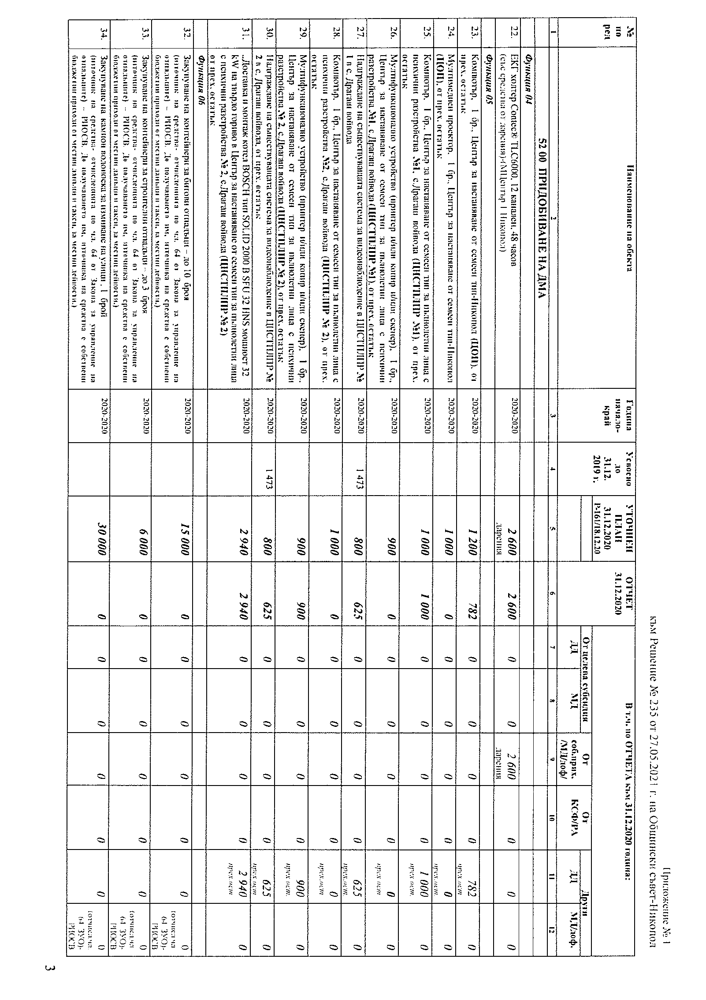 Приложение № 1
към Решение № 235 от 27.05.2021 г. на Общински съвет-Никопол
№ по ред
Наименование на обекта
Година начало-край
Усвоено до 31.12. 2019 г.
УТОЧНЕН ПЛАН 31.12.2020 Р-161/18.12.20
ОТЧЕТ 31.12.2020
В т.ч. по ОТЧЕТА към 31.12.2020 година:
От целева субсидия
ДД
МД
От соб.прих. /МД/доф/
От КСФ/РА
Други
ДД
МД/доф.
1 2 3 4 5 6 7 8 9 10 11 12
52 00 ПРИДОБИВАНЕ НА ДМА
Функция 04
22. ЕКГ холтер Contec® TLC6000, 12 канален, 48 часов 2020-2020 2 600 2 600 0 0 2 600 0 0 0
(със средства от дарения)-(МЦентър I Никопол) дарения дарения
Функция 05
23. Компютър, 1 бр., Център за настаняване от семеен тип-Никопол (ЦОП), от 2020-2020 1 200 782 0 0 0 0 782 0
прех. остатък прех.ост
24. Мултимедиен проектор, 1 бр., Център за настаняване от семеен тип-Никопол 2020-2020 1 000 0 0 0 0 0 0 0
(ЦОП), от прех. остатък прех.ост.
25. Компютър, 1 бр., Център за настаняване от семеен тип за пълнолетни лица с 2020-2020 1 000 1 000 0 0 0 0 1 000 0
психични разстройства №1, с.Драгаш войвода (ЦНСТПЛПР №1), от прех. прех.ост.
остатък
26. Мултифункционално устройство (принтер и/или копир и/или скенер), 1 бр., 2020-2020 900 0 0 0 0 0 0 0
Център за настаняване от семеен тип за пълнолетни лица с психични прех.ост
разстройства №1, с.Драгаш войвода (ЦНСТПЛПР №1), от прех. остатък
27. Надграждане на съществуващата система за видеонаблюдение в ЦНСТПЛПР № 2020-2020 1 473 800 625 0 0 0 0 625 0
1 в с. Драгаш войвода прех.ост.
28. Компютър, 1 бр., Център за настаняване от семеен тип за пълнолетни лица с 2020-2020 1 000 0 0 0 0 0 0 0
психични разстройства №2, с.Драгаш войвода (ЦНСТПЛПР № 2), от прех. прех.ост
остатък
29. Мултифункционално устройство (принтер и/или копир и/или скенер), 1 бр., 2020-2020 900 900 0 0 0 0 900 0
Център за настаняване от семеен тип за пълнолетни лица с психични прех.ост.
разстройства № 2, с.Драгаш войвода (ЦНСТПЛПР № 2), от прех. остатък
30. Надграждане на съществуващата система за видеонаблюдение в ЦНСТПЛПР № 2020-2020 1 473 800 625 0 0 0 0 625 0
2 в с. Драгаш войвода, от прех. остатък прех.ост
31. „Доставка и монтаж котел BOSCH тип SOLID 2000 B SFU 32 HNS мощност 32 2020-2020 2 940 2 940 0 0 0 0 2 940 0
kW на твърдо гориво в Център за настаняване от семеен тип за пълнолетни лица прех.ост
с психични разстройства № 2, с.Драгаш войвода (ЦНСТПЛПР № 2)
от прех. остатък
Функция 06
32. Закупуване на контейнери за битови отпадъци – до 10 броя 2020-2020 15 000 0 0 0 0 0 0 0
(източник на средства- отчисленията по чл. 64 от Закона за управление на (отчисл.чл
отпадъците) – РИОСВ. До получаването им, източника на средства е собствени 64 ЗУО)-
бюджетни приходи от местни данъци и такси, за местни дейности.) РИОСВ
33. Закупуване на контейнери за строителни отпадъци – до 3 броя 2020-2020 6 000 0 0 0 0 0 0 0
(източник на средства- отчисленията по чл. 64 от Закона за управление на (отчисл.чл
отпадъците) – РИОСВ. До получаването им, източника на средства е собствени 64 ЗУО)-
бюджетни приходи от местни данъци и такси, за местни дейности.) РИОСВ
34. Закупуване на камион водоноска за измиване на улици, 1 брой 2020-2020 30 000 0 0 0 0 0 0 0
(източник на средства- отчисленията по чл. 64 от Закона за управление на (отчисл.чл.
отпадъците) – РИОСВ. До получаването им, източника на средства е собствени 64 ЗУО)-
бюджетни приходи от местни данъци и такси, за местни дейности.) РИОСВ
3